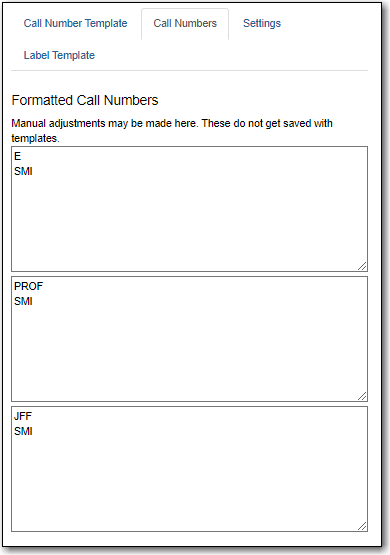 Call Number Template Call Numbers Settings
Label Template
Formatted Call Numbers
Manual adjustments may be made here. These do not get saved with
templates.
E
SMI
PROF
SMI
JFF
SMI